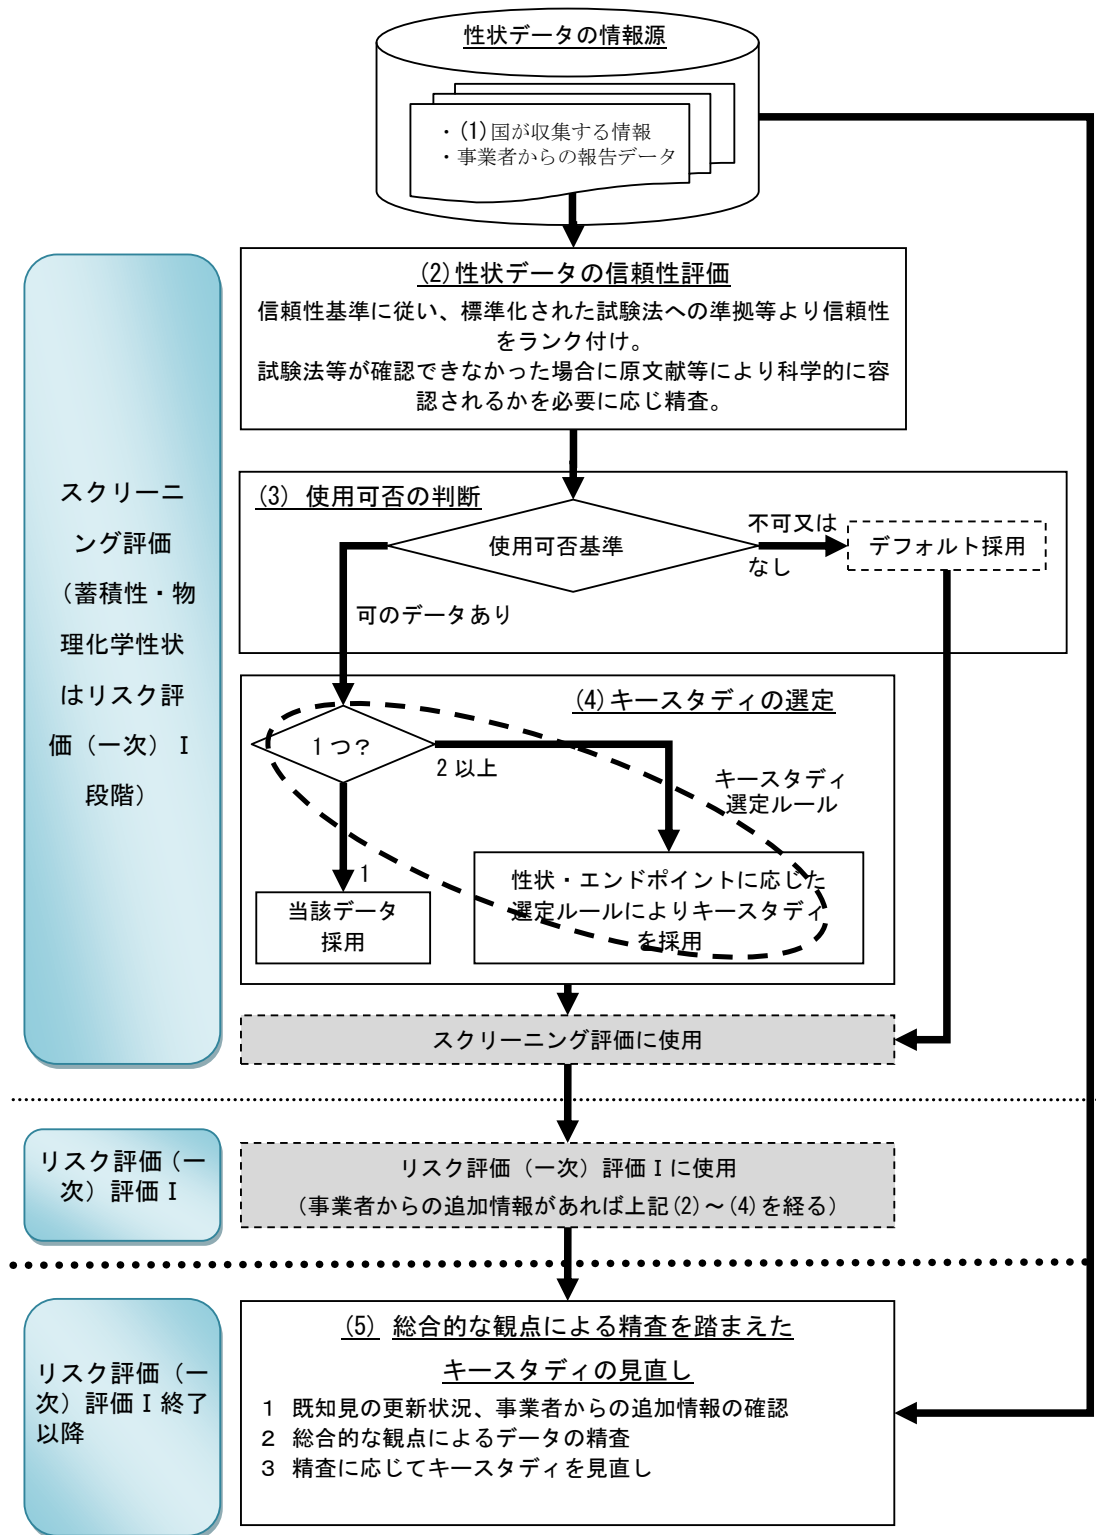 性状データの情報源
・(1)国が収集する情報
・事業者からの報告データ
(2)性状データの信頼性評価
信頼性基準に従い、標準化された試験法への準拠等より信頼性
をランク付け。
試験法等が確認できなかった場合に原文献等により科学的に容
認されるかを必要に応じ精査。
スクリーニ
ング評価
（蓄積性・物
理化学性状
はリスク評
価（一次）Ⅰ
段階）
(3) 使用可否の判断
使用可否基準
不可又は
なし
デフォルト採用
可のデータあり
(4)キースタディの選定
1つ？
2以上
キースタディ
選定ルール
1
当該データ
採用
性状・エンドポイントに応じた
選定ルールによりキースタディ
を採用
スクリーニング評価に使用
リスク評価（一
次）評価Ⅰ
リスク評価（一次）評価Ⅰに使用
（事業者からの追加情報があれば上記(2)～(4)を経る）
リスク評価（一
次）評価Ⅰ終了
以降
(5) 総合的な観点による精査を踏まえた
キースタディの見直し
1 既知見の更新状況、事業者からの追加情報の確認
2 総合的な観点によるデータの精査
3 精査に応じてキースタディを見直し